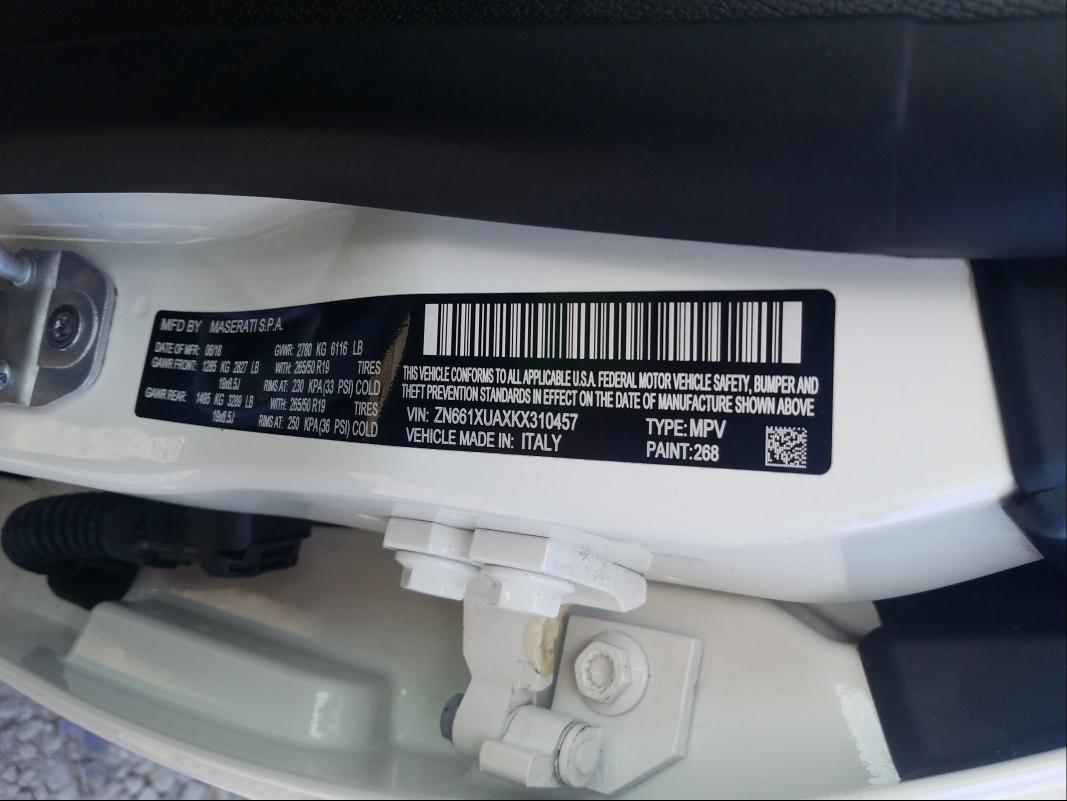 MFD BY MASERATI S.P.A.
DATE OF MFR: 06/18 GVWR: 2780 KG 6116 LB
GAWR FRONT: 1285 KG 2827 LB WITH: 265/50 R19 TIRES
19x8.5J RIMS AT: 230 KPA (33 PSI) COLD
GAWR REAR: 1495 KG 3289 LB WITH: 265/50 R19 TIRES
19x8.5J RIMS AT: 250 KPA (36 PSI) COLD
THIS VEHICLE CONFORMS TO ALL APPLICABLE U.S.A. FEDERAL MOTOR VEHICLE SAFETY, BUMPER AND
THEFT PREVENTION STANDARDS IN EFFECT ON THE DATE OF MANUFACTURE SHOWN ABOVE
VIN: ZN661XUAXKX310457
VEHICLE MADE IN: ITALY
TYPE: MPV
PAINT: 268